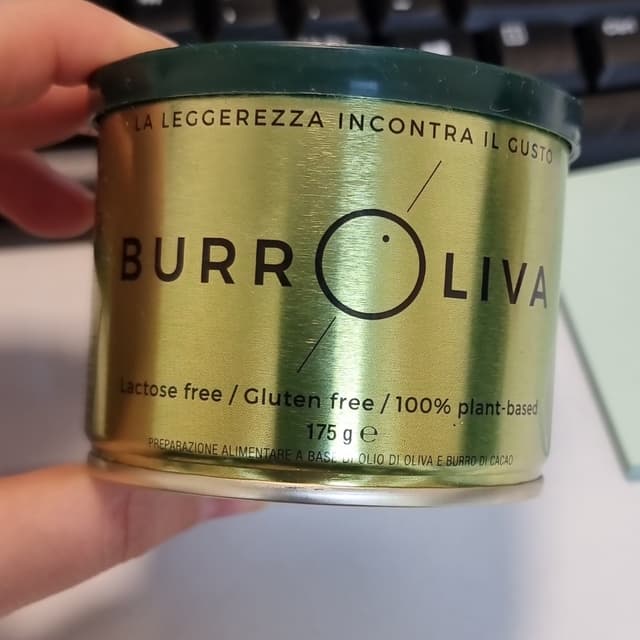 LA LEGGEREZZA INCONTRA IL GUSTO
BURROLIVA
Lactose free / Gluten free / 100% plant-based
175 g ℮
PREPARAZIONE ALIMENTARE A BASE DI OLIO DI OLIVA E BURRO DI CACAO